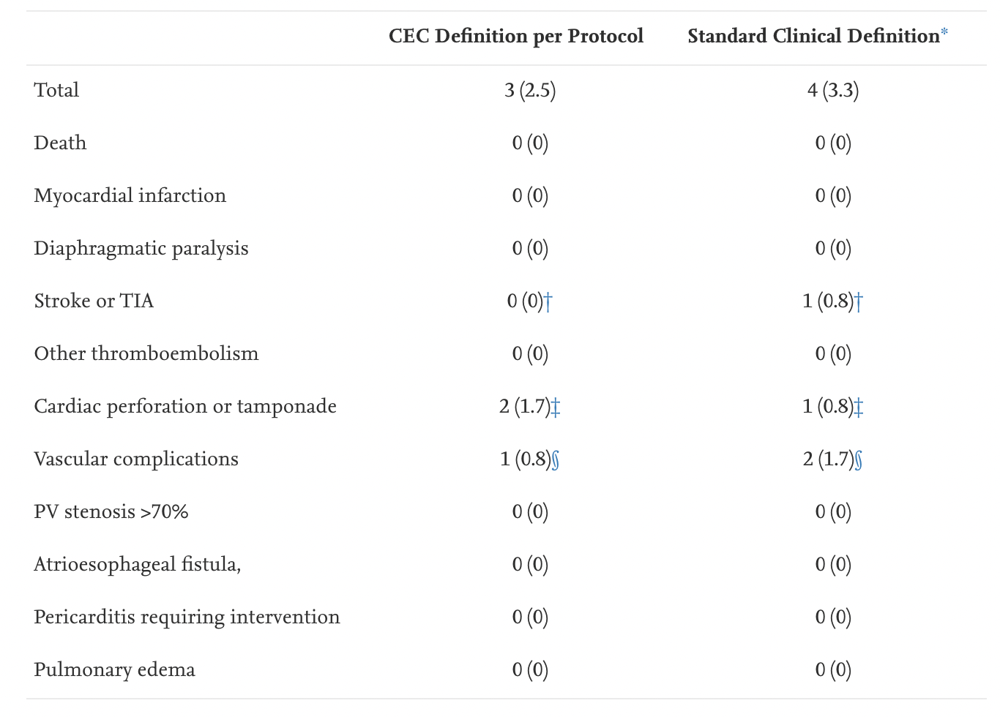 CEC Definition per Protocol Standard Clinical Definition*
Total 3 (2.5) 4 (3.3)
Death 0 (0) 0 (0)
Myocardial infarction 0 (0) 0 (0)
Diaphragmatic paralysis 0 (0) 0 (0)
Stroke or TIA 0 (0)† 1 (0.8)†
Other thromboembolism 0 (0) 0 (0)
Cardiac perforation or tamponade 2 (1.7)‡ 1 (0.8)‡
Vascular complications 1 (0.8)§ 2 (1.7)§
PV stenosis >70% 0 (0) 0 (0)
Atrioesophageal fistula, 0 (0) 0 (0)
Pericarditis requiring intervention 0 (0) 0 (0)
Pulmonary edema 0 (0) 0 (0)